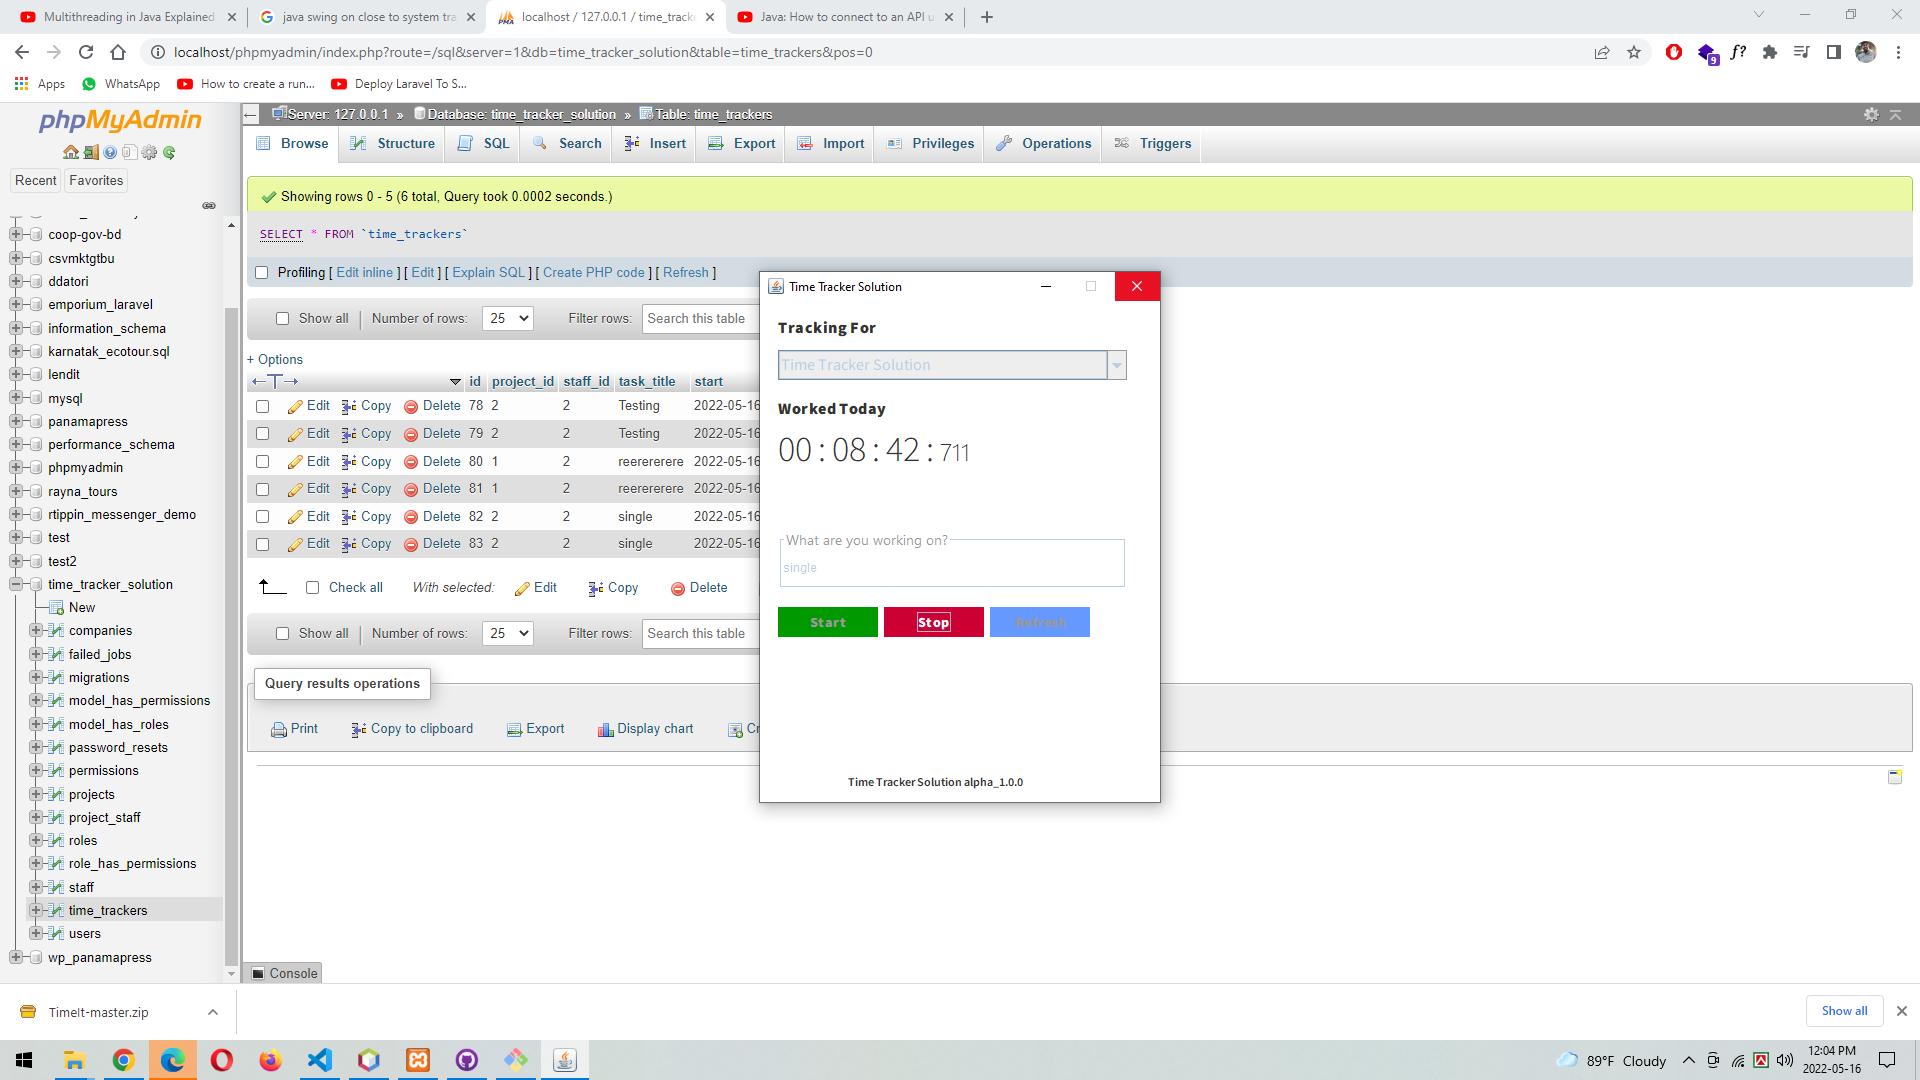 Multithreading in Java Explained
java swing on close to system tra
localhost / 127.0.0.1 / time_track
Java: How to connect to an API u
localhost/phpmyadmin/index.php?route=/sql&server=1&db=time_tracker_solution&table=time_trackers&pos=0
9
f?
Apps
WhatsApp
How to create a run...
Deploy Laravel To S...
phpMyAdmin
Recent
Favorites
coop-gov-bd
csvmktgtbu
ddatori
emporium_laravel
information_schema
karnatak_ecotour.sql
lendit
mysql
panamapress
performance_schema
phpmyadmin
rayna_tours
rtippin_messenger_demo
test
test2
time_tracker_solution
New
companies
failed_jobs
migrations
model_has_permissions
model_has_roles
password_resets
permissions
projects
project_staff
roles
role_has_permissions
staff
time_trackers
users
wp_panamapress
Server: 127.0.0.1 » Database: time_tracker_solution » Table: time_trackers
Browse Structure SQL Search Insert Export Import Privileges Operations Triggers
Showing rows 0 - 5 (6 total, Query took 0.0002 seconds.)
SELECT * FROM `time_trackers`
Profiling [ Edit inline ] [ Edit ] [ Explain SQL ] [ Create PHP code ] [ Refresh ]
Show all | Number of rows: 25 Filter rows: Search this table
+ Options
←T→ id project_id staff_id task_title start
Edit Copy Delete 78 2 2 Testing 2022-05-16
Edit Copy Delete 79 2 2 Testing 2022-05-16
Edit Copy Delete 80 1 2 reerererere 2022-05-16
Edit Copy Delete 81 1 2 reerererere 2022-05-16
Edit Copy Delete 82 2 2 single 2022-05-16
Edit Copy Delete 83 2 2 single 2022-05-16
Check all With selected: Edit Copy Delete
Show all | Number of rows: 25 Filter rows: Search this table
Query results operations
Print Copy to clipboard Export Display chart Cr
Console
Time Tracker Solution
Tracking For
Time Tracker Solution
Worked Today
00 : 08 : 42 : 711
What are you working on?
single
Start Stop Refresh
Time Tracker Solution alpha_1.0.0
TimeIt-master.zip
Show all
89°F Cloudy
12:04 PM
2022-05-16